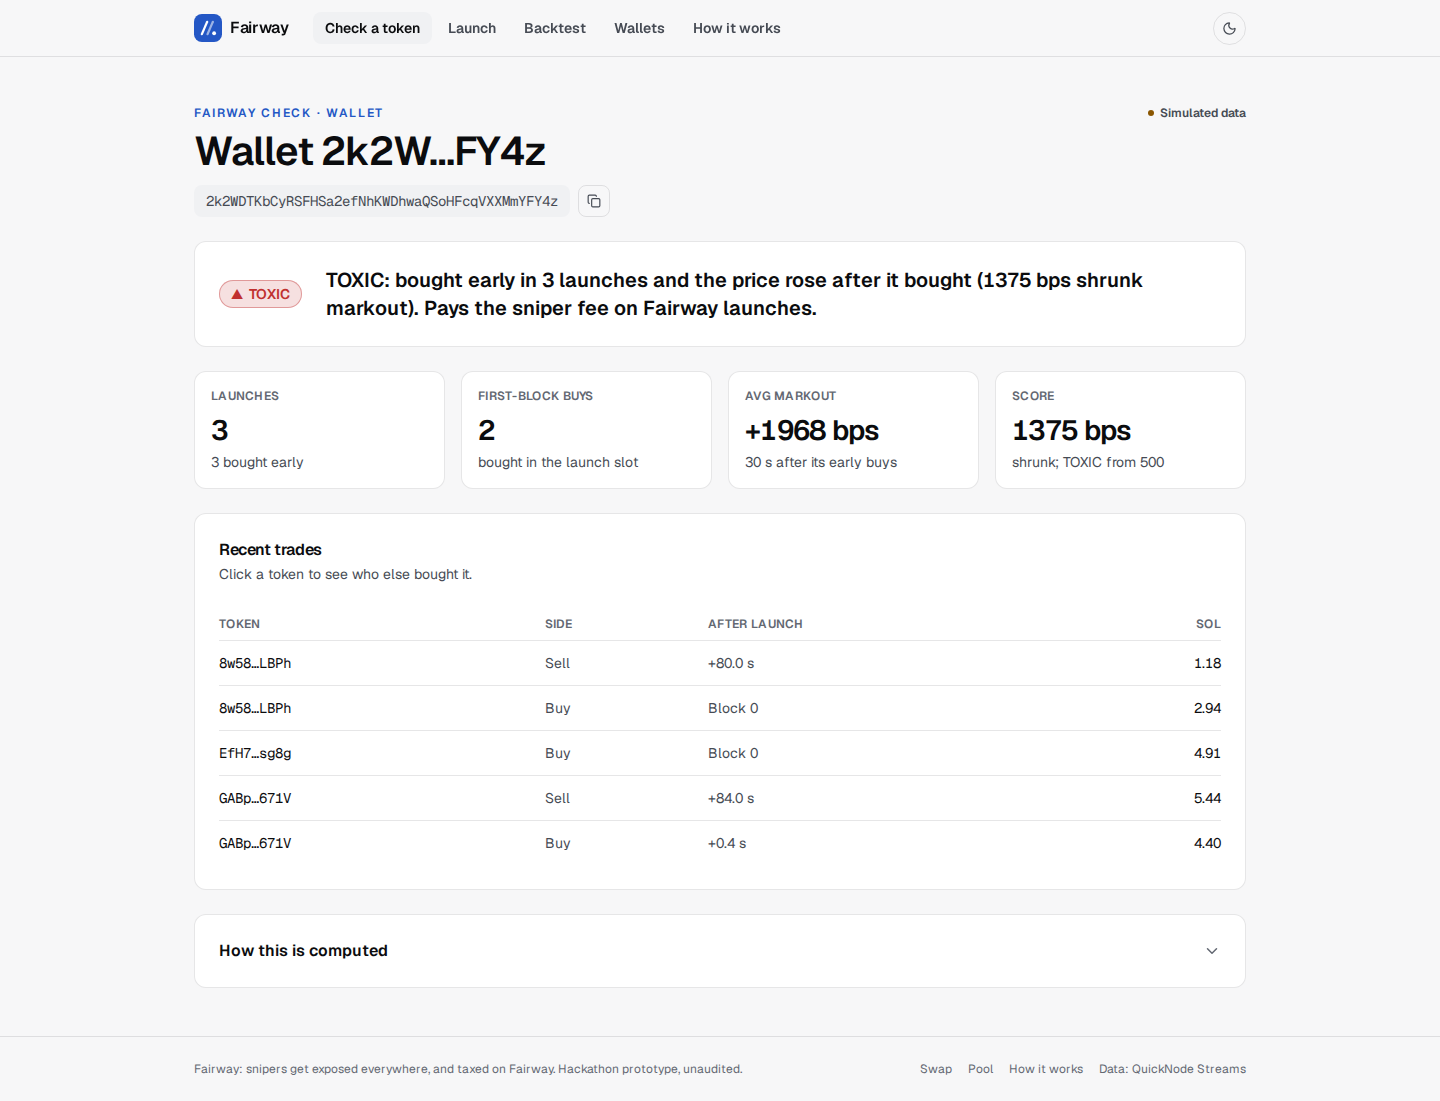 Fairway
Check a token
Launch
Backtest
Wallets
How it works
FAIRWAY CHECK · WALLET
Simulated data
Wallet 2k2W...FY4z
2k2WDTKbCyRSFHSa2efNhKWDhwaQSoHFcqVXXMmYFY4z
TOXIC
TOXIC: bought early in 3 launches and the price rose after it bought (1375 bps shrunk
markout). Pays the sniper fee on Fairway launches.
LAUNCHES
3
3 bought early
FIRST-BLOCK BUYS
2
bought in the launch slot
AVG MARKOUT
+1968 bps
30 s after its early buys
SCORE
1375 bps
shrunk; TOXIC from 500
Recent trades
Click a token to see who else bought it.
TOKEN SIDE AFTER LAUNCH SOL
8w58…LBPh Sell +80.0 s 1.18
8w58…LBPh Buy Block 0 2.94
EfH7…sg8g Buy Block 0 4.91
GABp…671V Sell +84.0 s 5.44
GABp…671V Buy +0.4 s 4.40
How this is computed
Fairway: snipers get exposed everywhere, and taxed on Fairway. Hackathon prototype, unaudited.
Swap
Pool
How it works
Data: QuickNode Streams